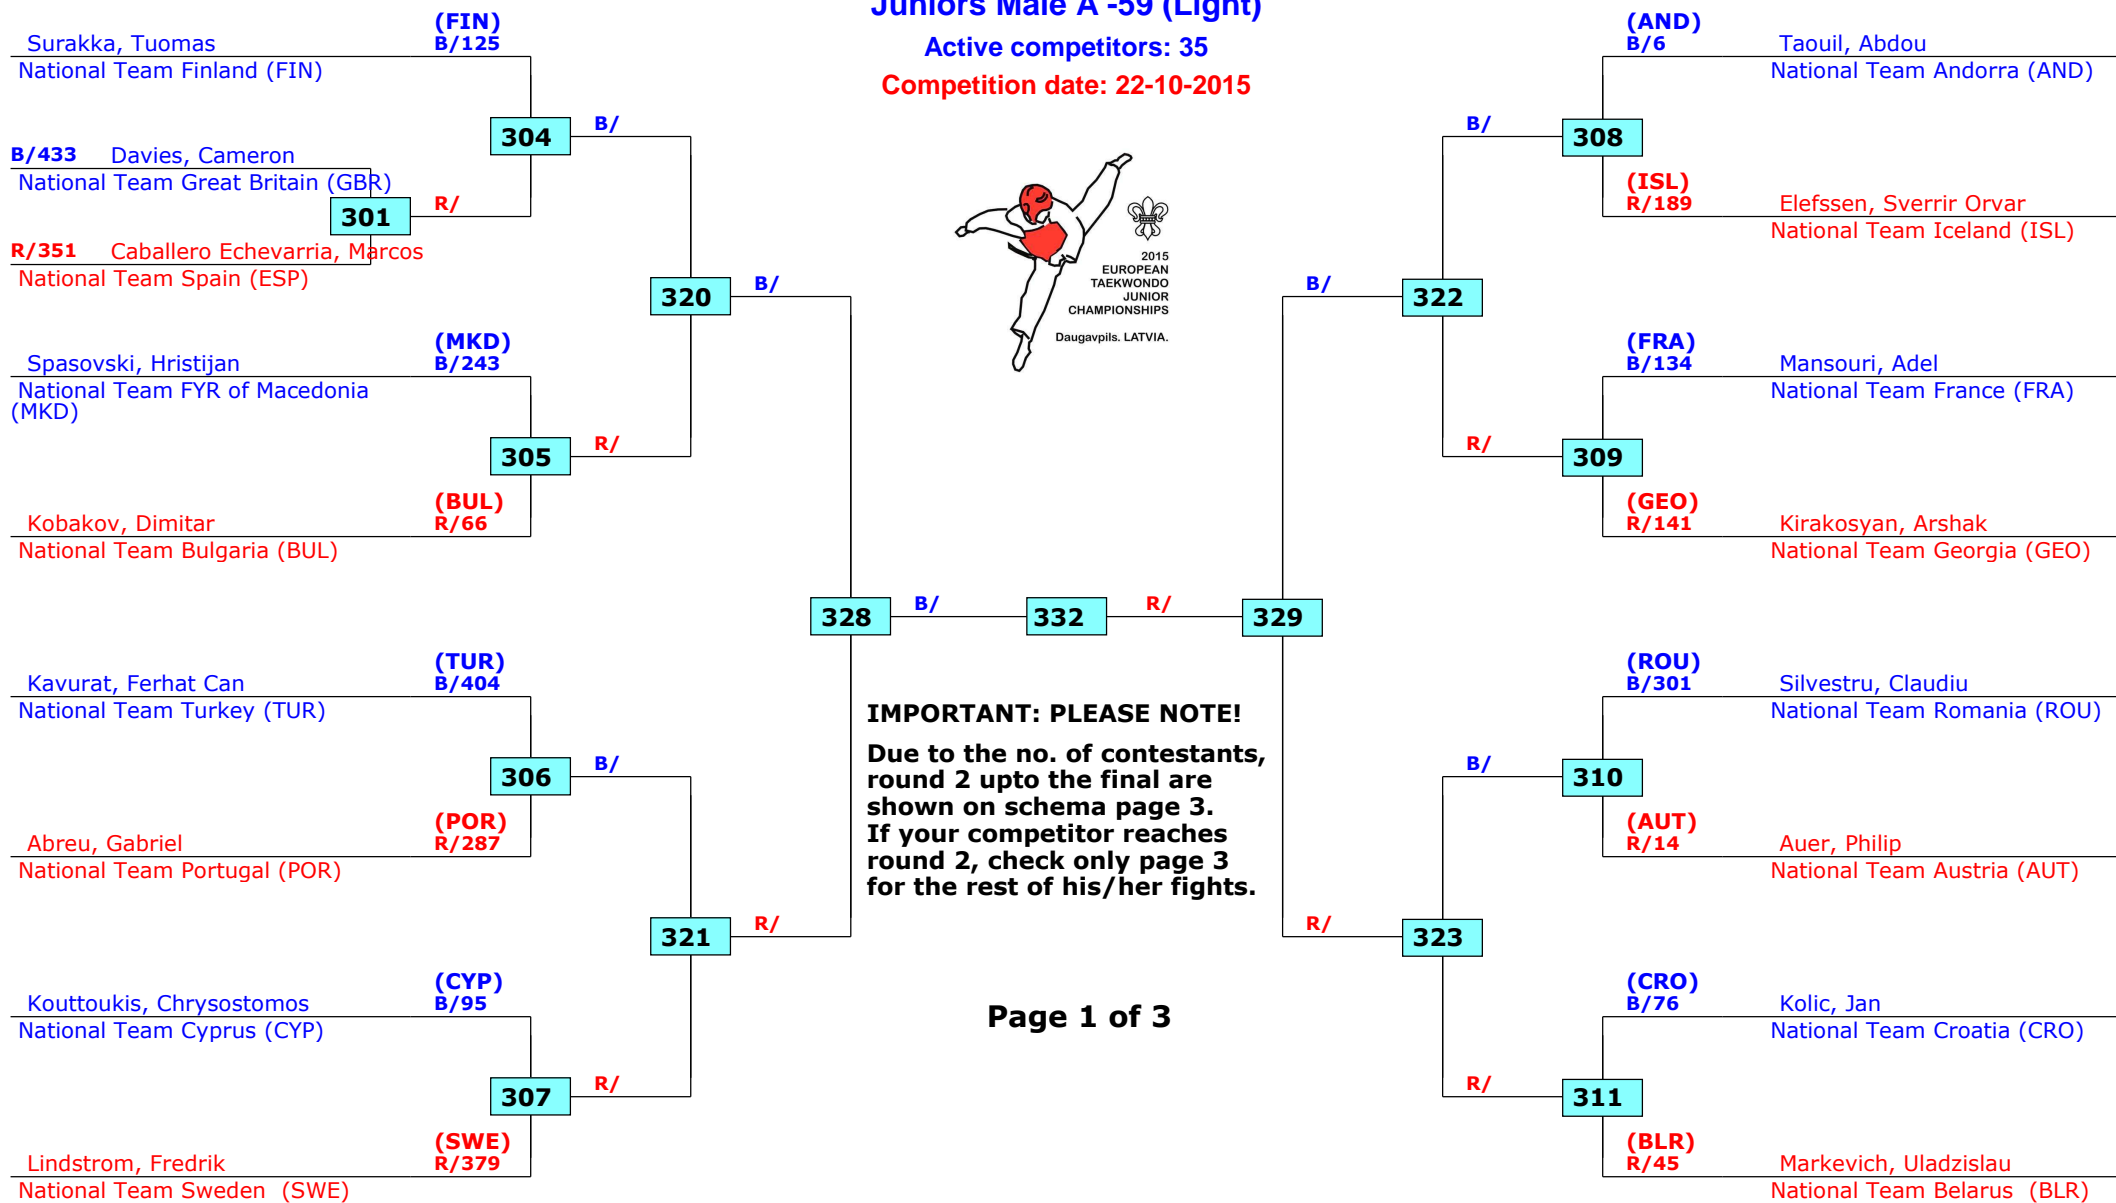 Juniors Male A -59 (Light)
Active competitors: 35
Competition date: 22-10-2015
(FIN)
Surakka, Tuomas B/125
National Team Finland (FIN)
304 B/
B/433 Davies, Cameron
National Team Great Britain (GBR)
301 R/
R/351 Caballero Echevarria, Marcos
National Team Spain (ESP)
320 B/
(MKD)
Spasovski, Hristijan B/243
National Team FYR of Macedonia
(MKD)
305 R/
(BUL)
Kobakov, Dimitar R/66
National Team Bulgaria (BUL)
328 B/ 332 R/ 329
(TUR)
Kavurat, Ferhat Can B/404
National Team Turkey (TUR)
306 B/
(POR)
Abreu, Gabriel R/287
National Team Portugal (POR)
321 R/
(CYP)
Kouttoukis, Chrysostomos B/95
National Team Cyprus (CYP)
307 R/
(SWE)
Lindstrom, Fredrik R/379
National Team Sweden (SWE)
2015
EUROPEAN
TAEKWONDO
JUNIOR
CHAMPIONSHIPS
Daugavpils. LATVIA.
IMPORTANT: PLEASE NOTE!
Due to the no. of contestants,
round 2 upto the final are
shown on schema page 3.
If your competitor reaches
round 2, check only page 3
for the rest of his/her fights.
Page 1 of 3
(AND)
B/6 Taouil, Abdou
National Team Andorra (AND)
B/ 308
(ISL)
R/189 Elefssen, Sverrir Orvar
National Team Iceland (ISL)
B/ 322
(FRA)
B/134 Mansouri, Adel
National Team France (FRA)
R/ 309
(GEO)
R/141 Kirakosyan, Arshak
National Team Georgia (GEO)
(ROU)
B/301 Silvestru, Claudiu
National Team Romania (ROU)
B/ 310
(AUT)
R/14 Auer, Philip
National Team Austria (AUT)
R/ 323
(CRO)
B/76 Kolic, Jan
National Team Croatia (CRO)
R/ 311
(BLR)
R/45 Markevich, Uladzislau
National Team Belarus (BLR)